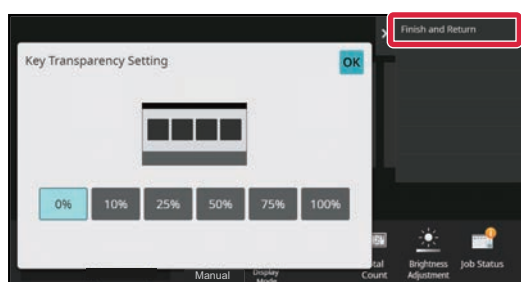 Finish and Return
Key Transparency Setting
OK
0% 10% 25% 50% 75% 100%
Manual
Display
Mode
Count
Brightness
Adjustment
Job Status